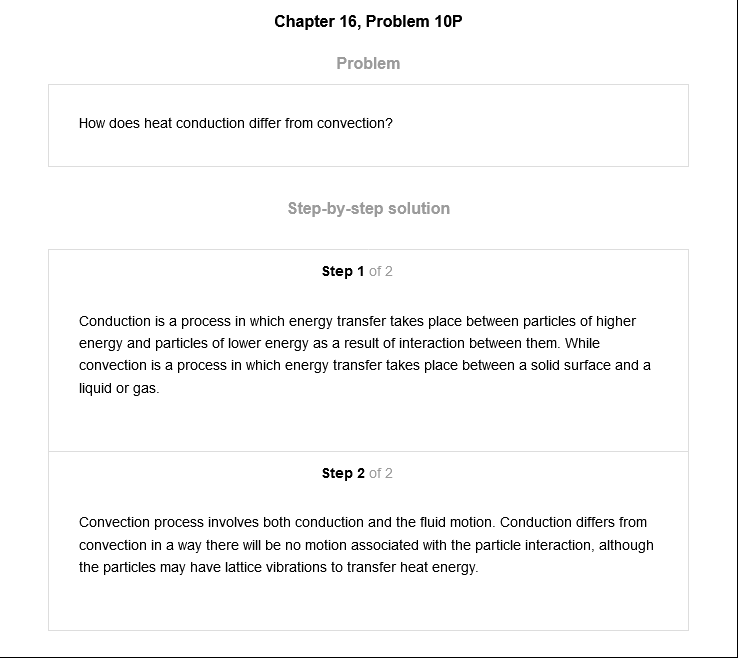 Chapter 16, Problem 10P
Problem
How does heat conduction differ from convection?
Step-by-step solution
Step 1 of 2
Conduction is a process in which energy transfer takes place between particles of higher
energy and particles of lower energy as a result of interaction between them. While
convection is a process in which energy transfer takes place between a solid surface and a
liquid or gas.
Step 2 of 2
Convection process involves both conduction and the fluid motion. Conduction differs from
convection in a way there will be no motion associated with the particle interaction, although
the particles may have lattice vibrations to transfer heat energy.